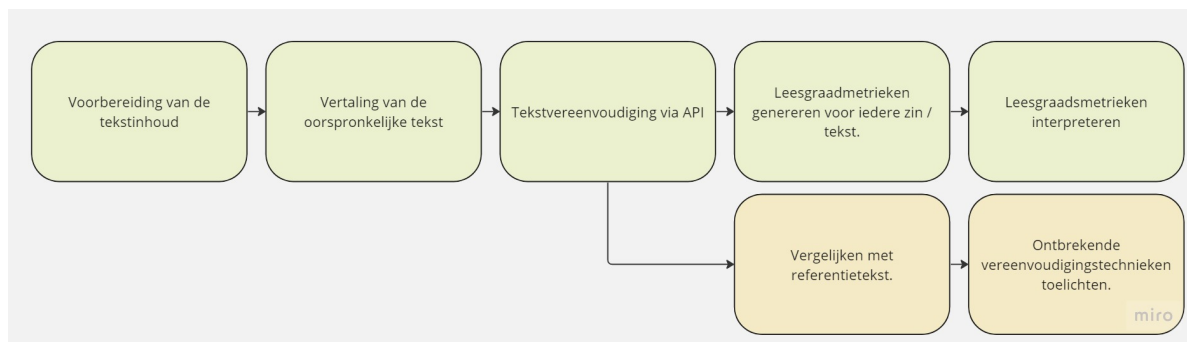 Voorbereiding van de
tekstinhoud
Vertaling van de
oorspronkelijke tekst
Tekstvereenvoudiging via API
Leesgraadmetrieken
genereren voor iedere zin /
tekst.
Leesgraadsmetrieken
interpreteren
Vergelijken met
referentietekst.
Ontbrekende
vereenvoudigingstechnieken
toelichten.
miro